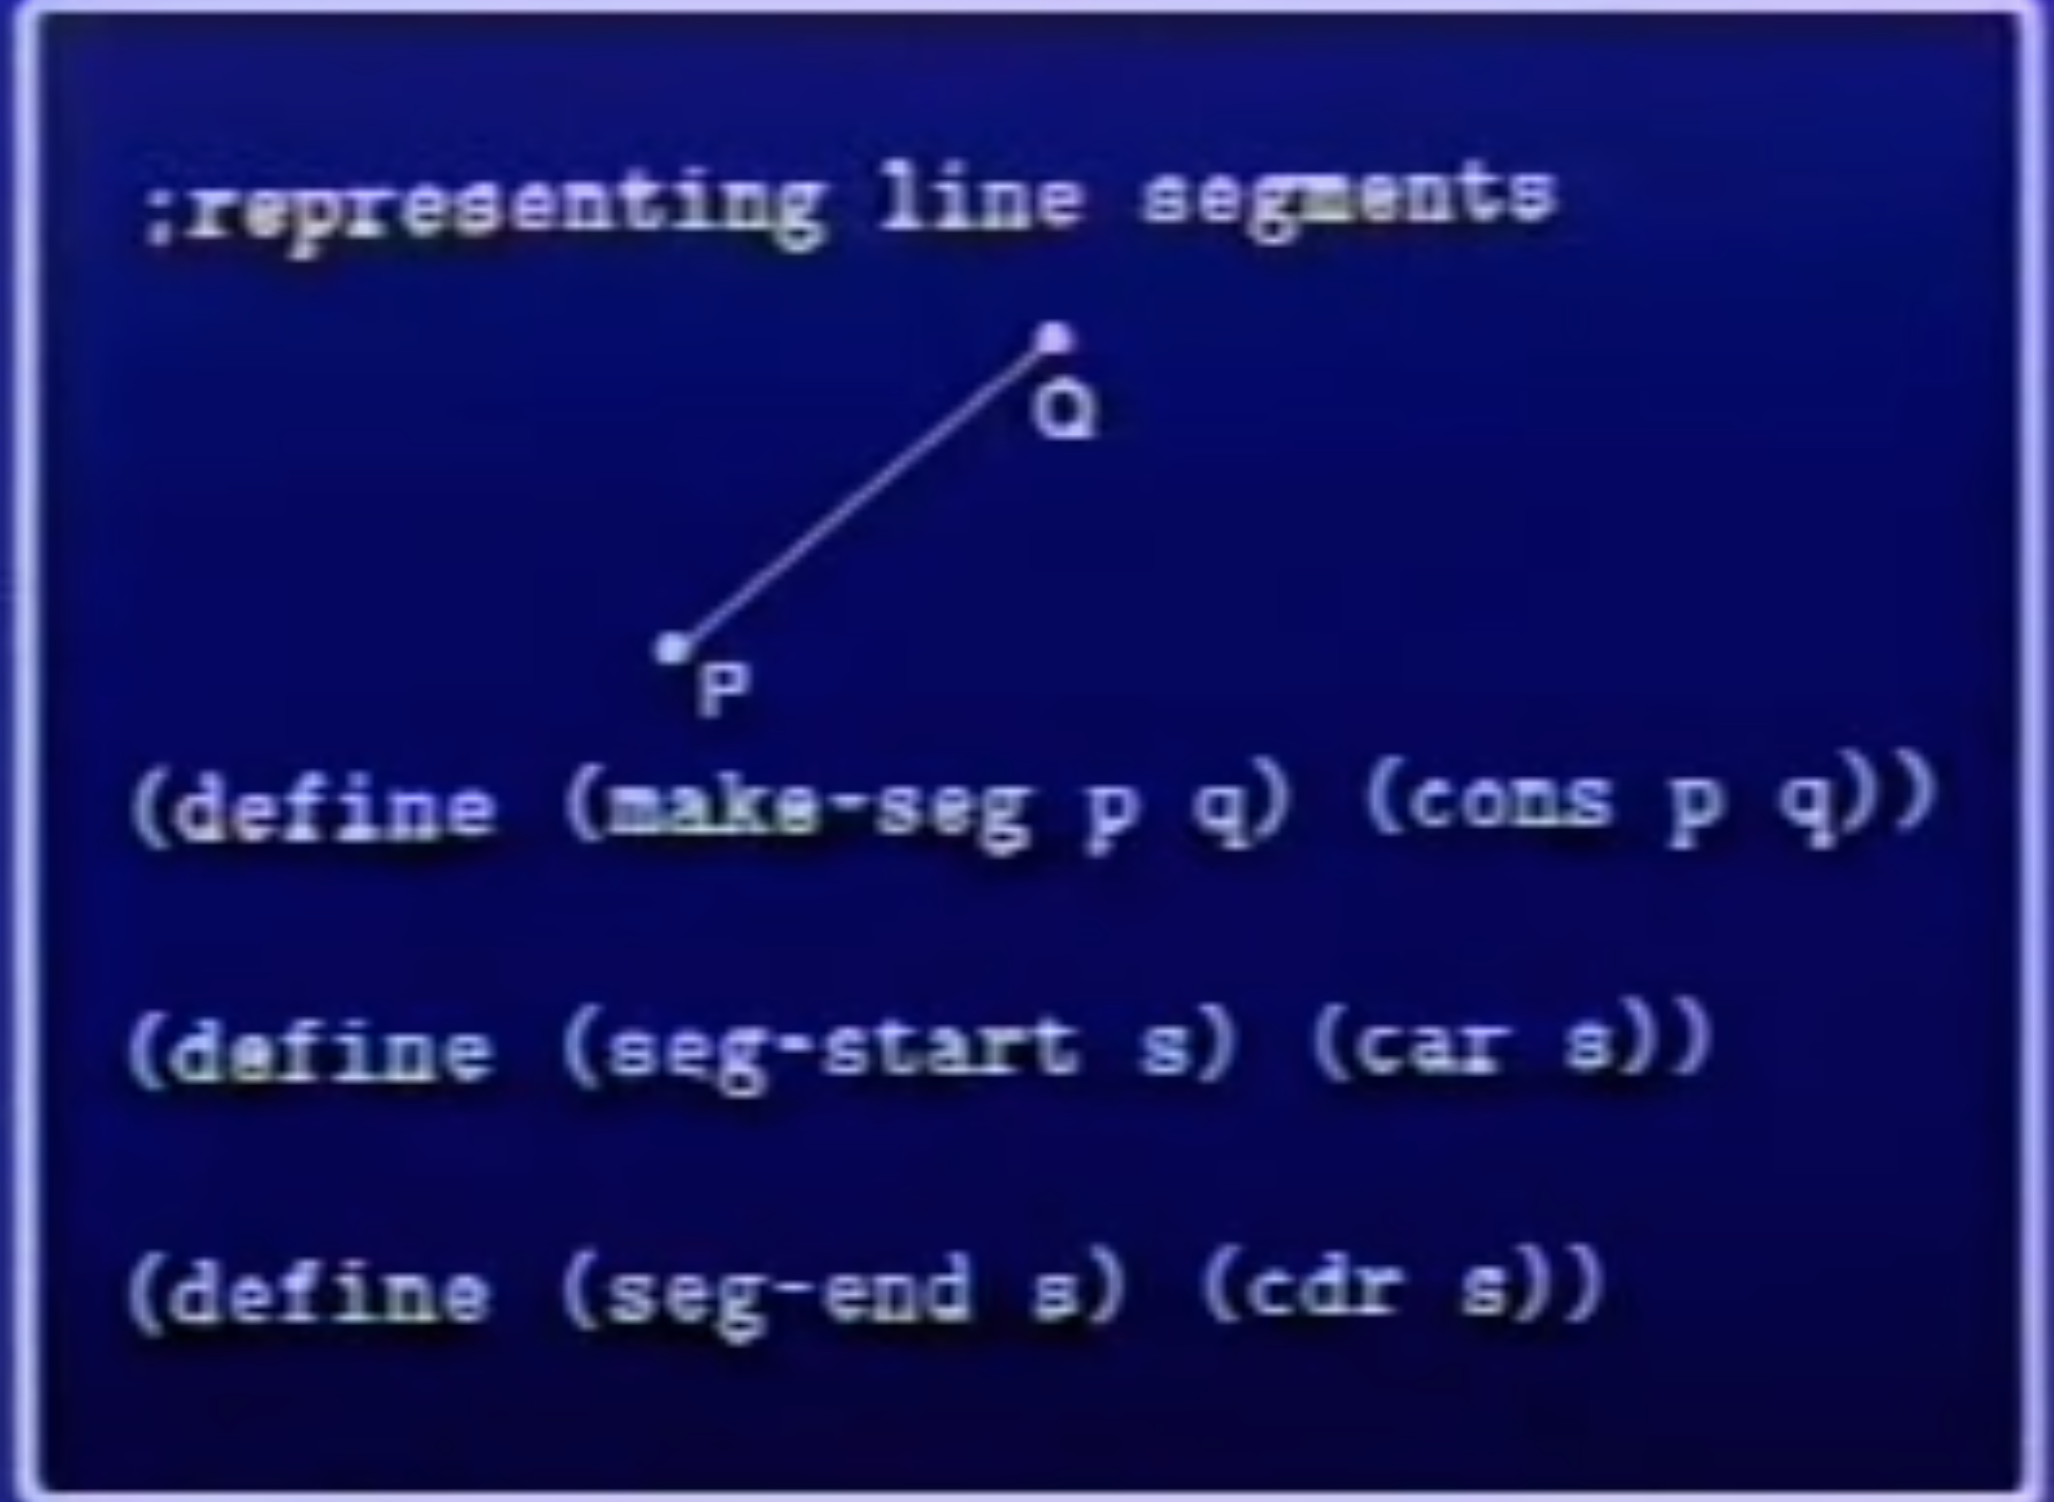 ;representing line segments
Q
P
(define (make-seg p q) (cons p q))
(define (seg-start s) (car s))
(define (seg-end s) (cdr s))